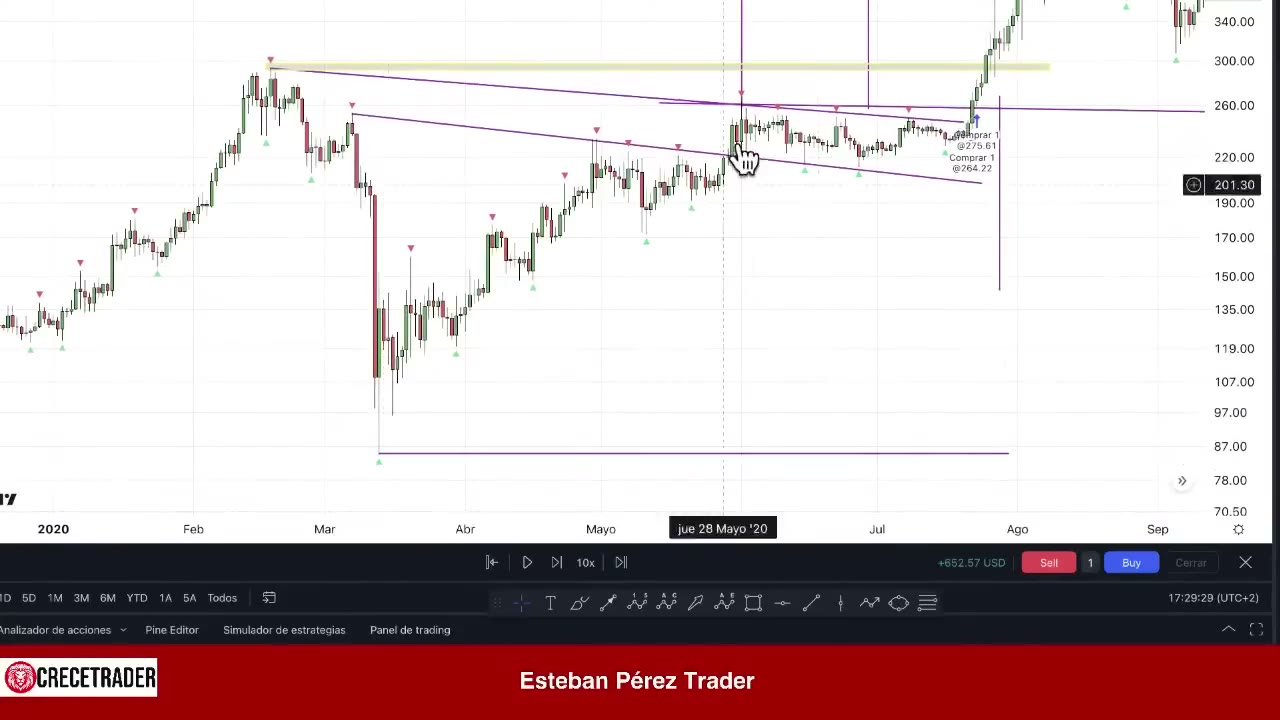 340.00
300.00
260.00
Comprar 1
@275.61
Comprar 1
@264.22
220.00
201.30
190.00
170.00
150.00
135.00
119.00
107.00
97.00
87.00
78.00
70.50
2020
Feb
Mar
Abr
Mayo
jue 28 Mayo '20
Jul
Ago
Sep
10x
+652.57 USD
Sell
1
Buy
Cerrar
1D 5D 1M 3M 6M YTD 1A 5A Todos
17:29:29 (UTC+2)
Analizador de acciones
Pine Editor
Simulador de estrategias
Panel de trading
CRECETRADER
Esteban Pérez Trader